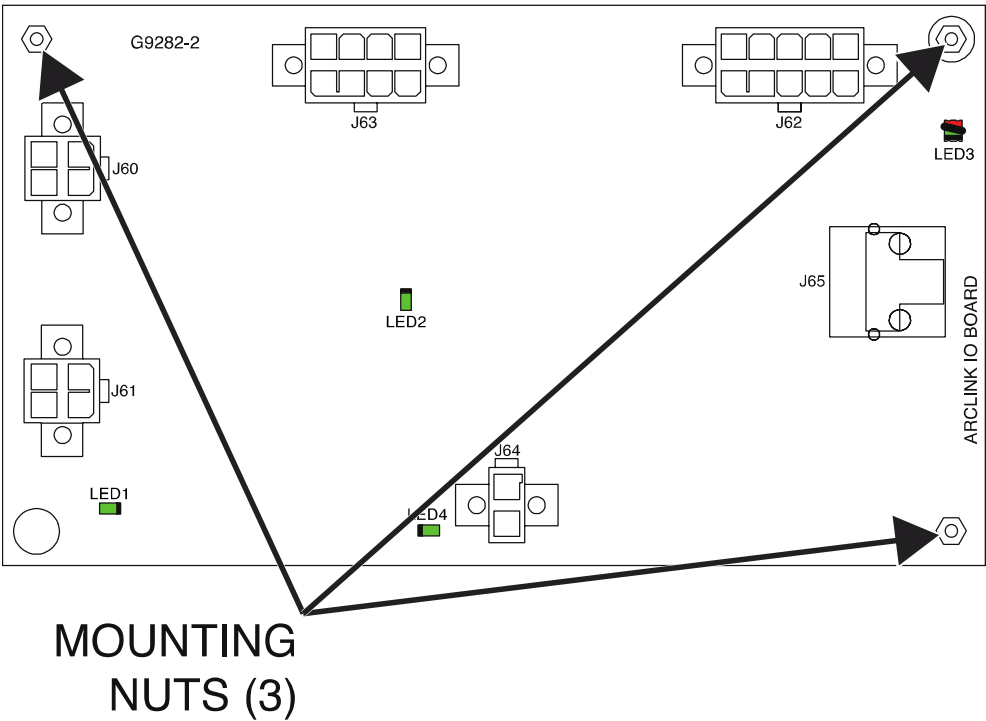 G9282-2
J63
J62
LED3
J60
J65
LED2
ARCLINK IO BOARD
J61
J64
LED1
LED4
MOUNTING
NUTS (3)